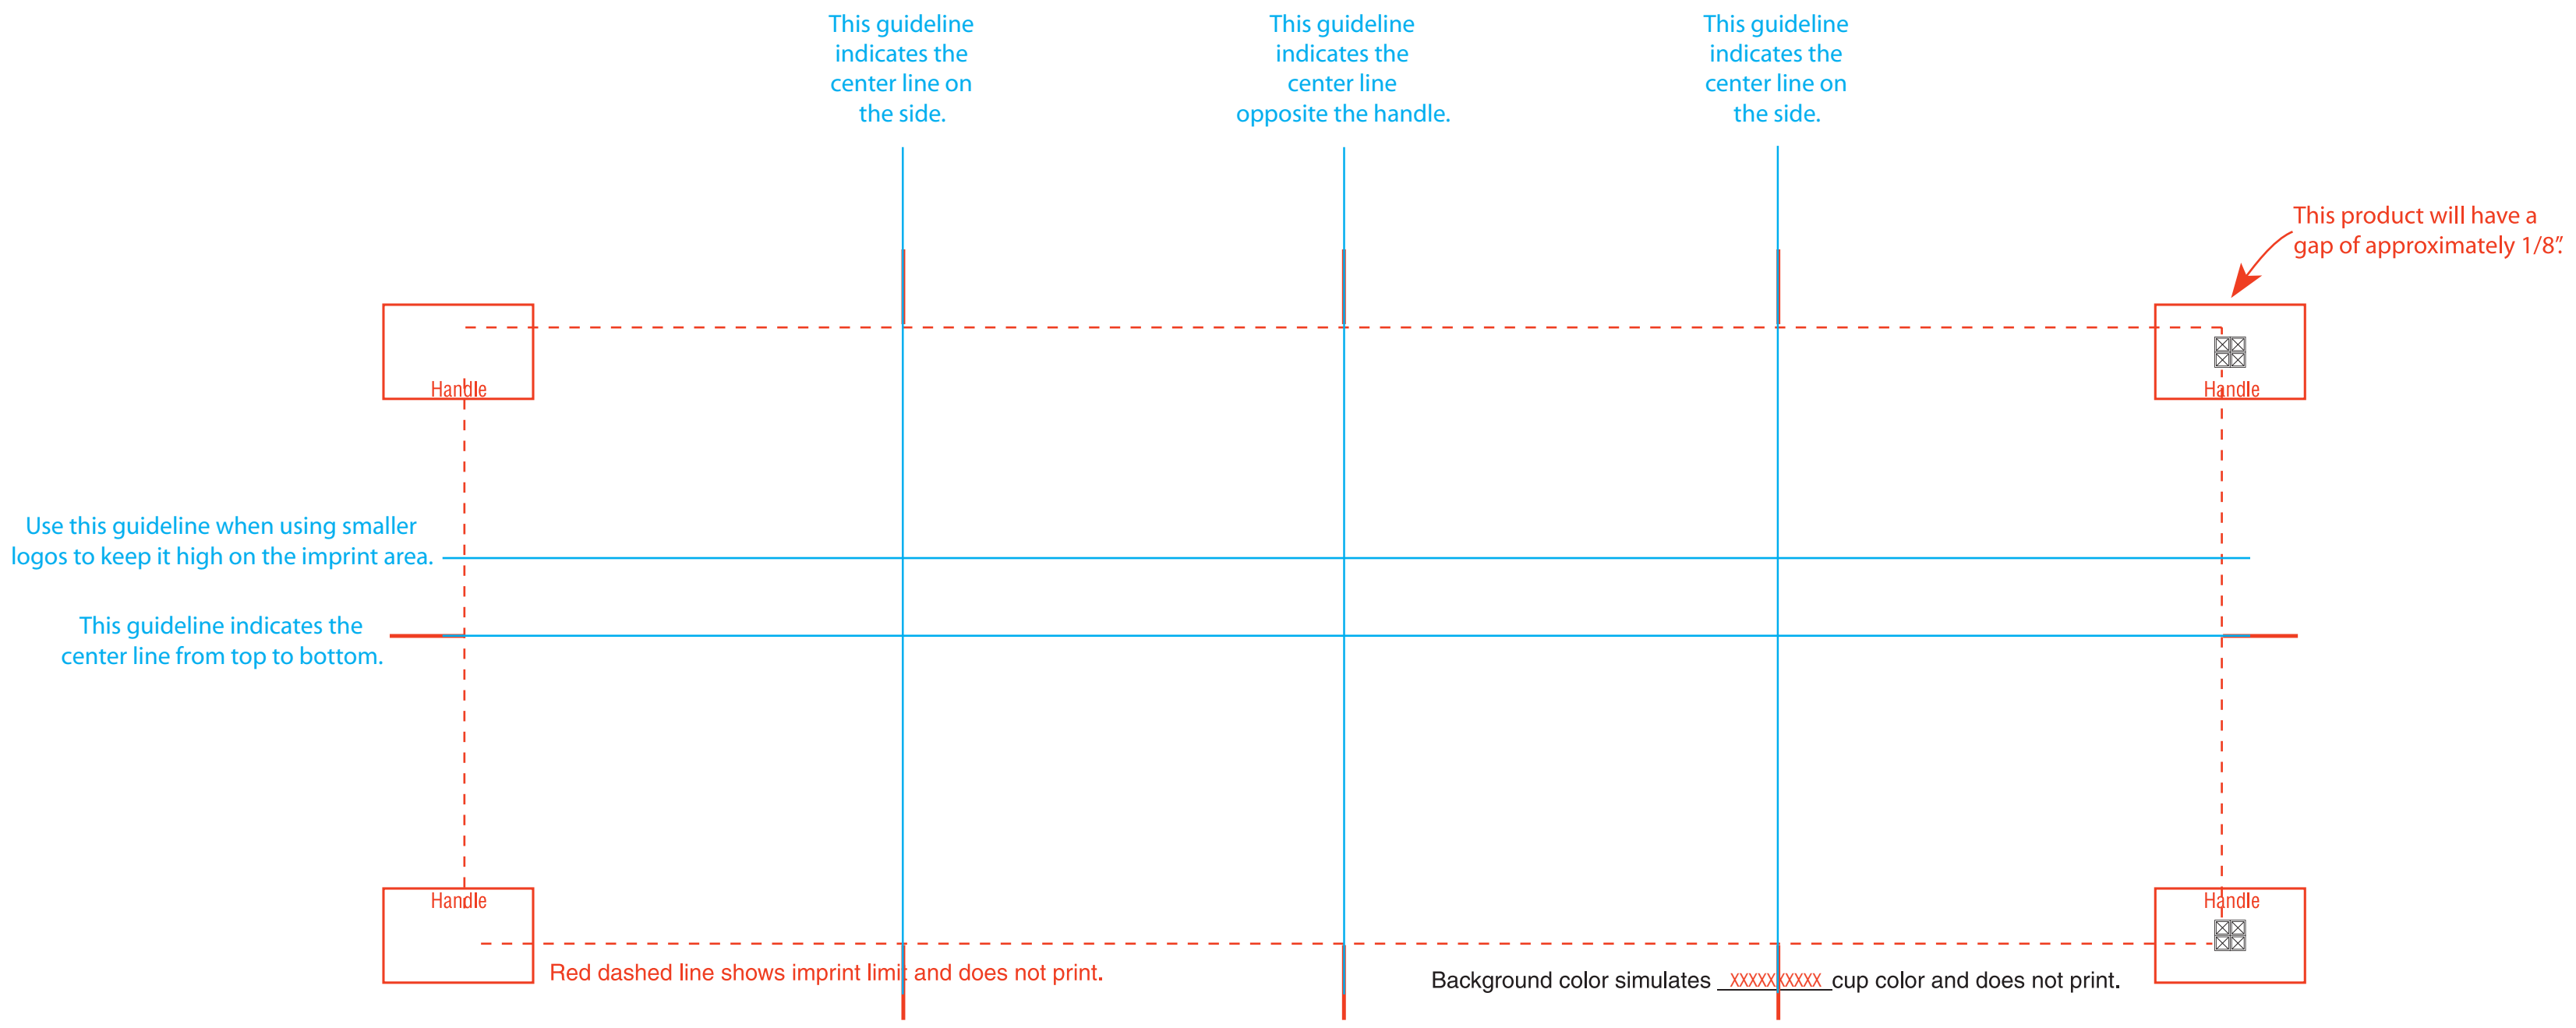 This guideline
indicates the
center line on
the side.
This guideline
indicates the
center line
opposite the handle.
This guideline
indicates the
center line on
the side.
This product will have a
gap of approximately 1/8”.
Handle
Handle
Use this guideline when using smaller
logos to keep it high on the imprint area.
This guideline indicates the
center line from top to bottom.
Handle
Handle
Red dashed line shows imprint limit and does not print.
Background color simulates XXXXXXXXXX cup color and does not print.